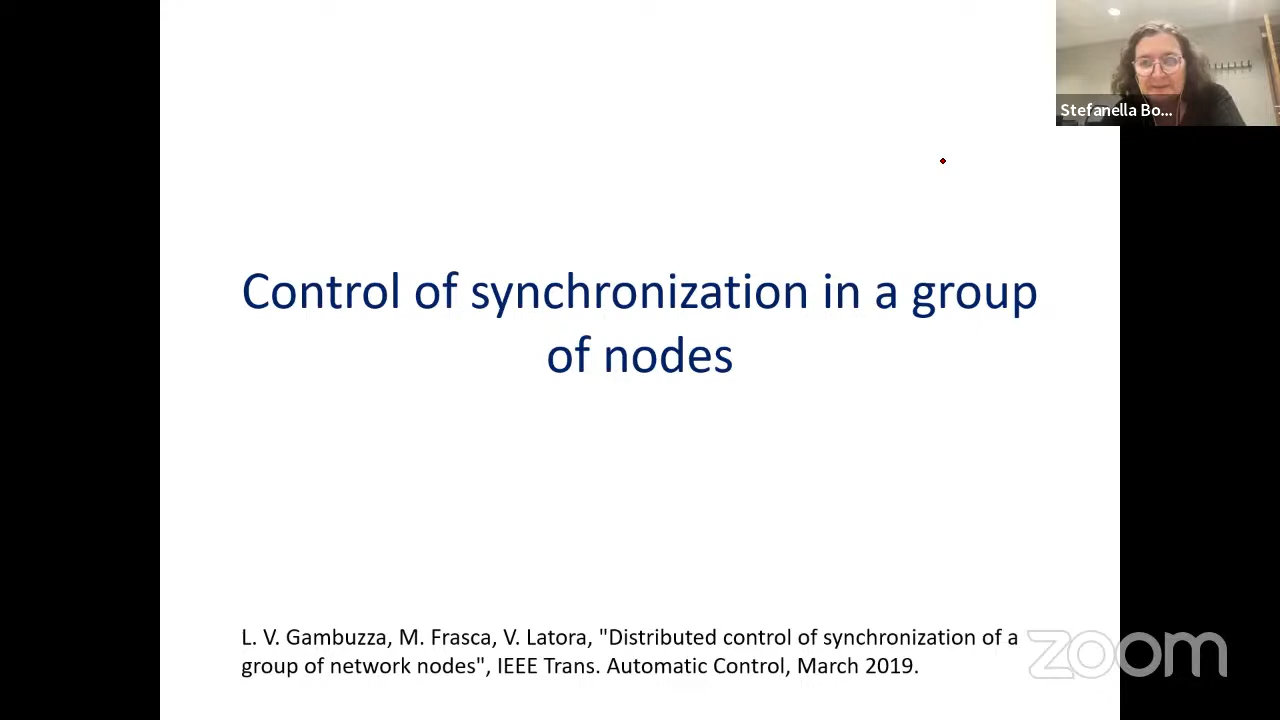 Stefanella Bo...
Control of synchronization in a group
of nodes
L. V. Gambuzza, M. Frasca, V. Latora, "Distributed control of synchronization of a
group of network nodes", IEEE Trans. Automatic Control, March 2019.
zoom